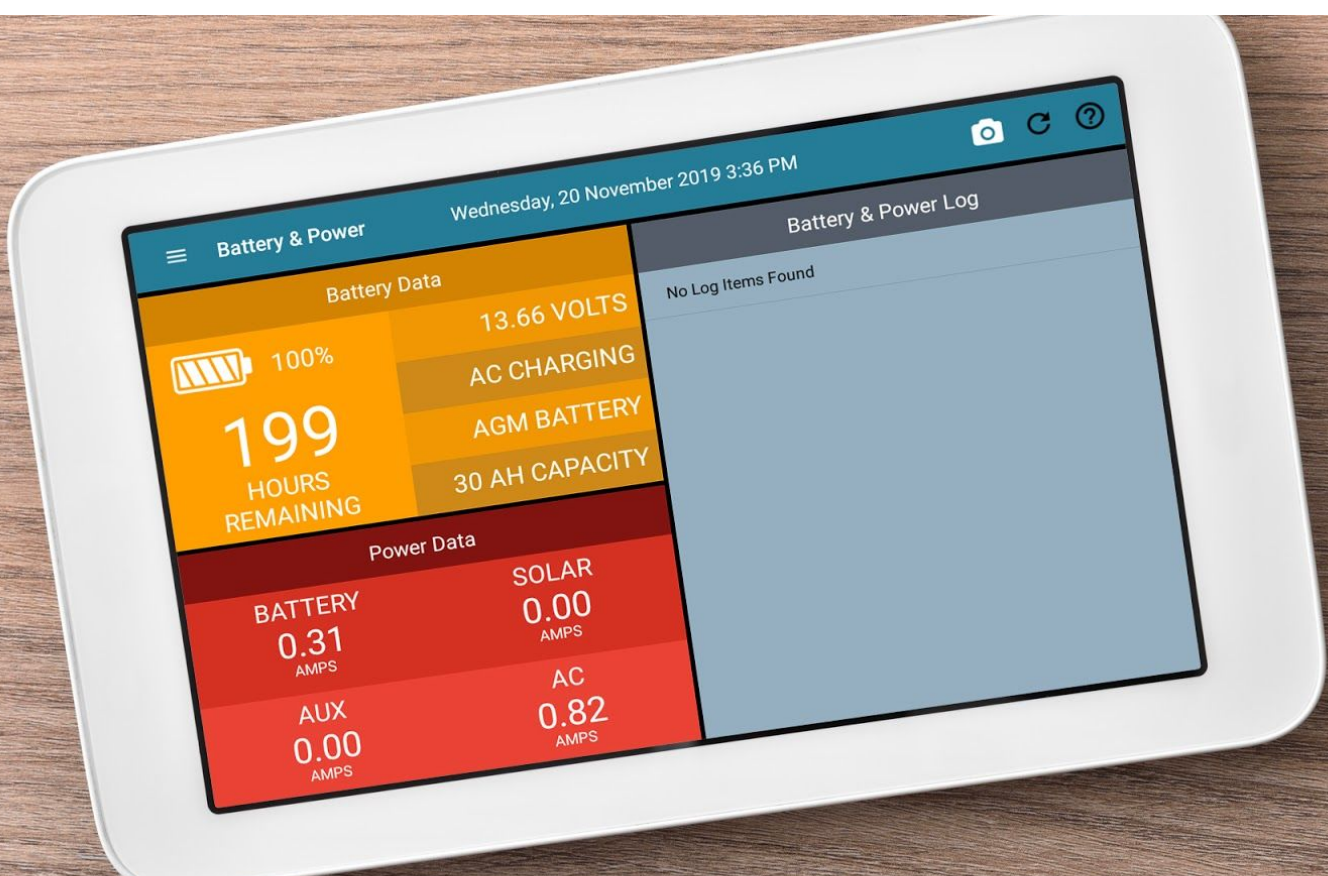 Battery & Power
Wednesday, 20 November 2019 3:36 PM
Battery Data
100%
199
HOURS
REMAINING
13.66 VOLTS
AC CHARGING
AGM BATTERY
30 AH CAPACITY
Power Data
BATTERY
0.31
AMPS
SOLAR
0.00
AMPS
AUX
0.00
AMPS
AC
0.82
AMPS
Battery & Power Log
No Log Items Found